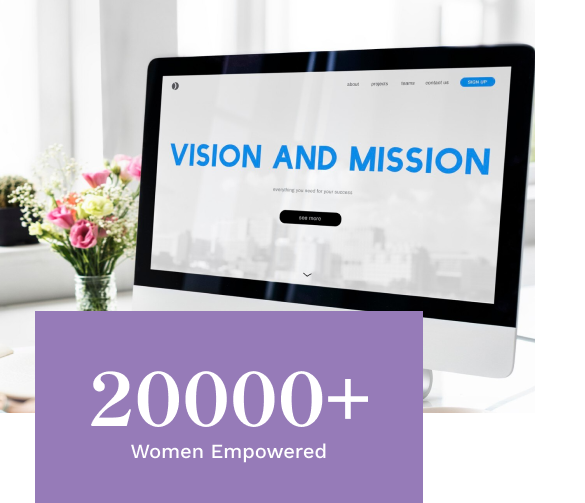 about projects teams contact us SIGN UP
VISION AND MISSION
everything you need for your success
see more
20000+
Women Empowered